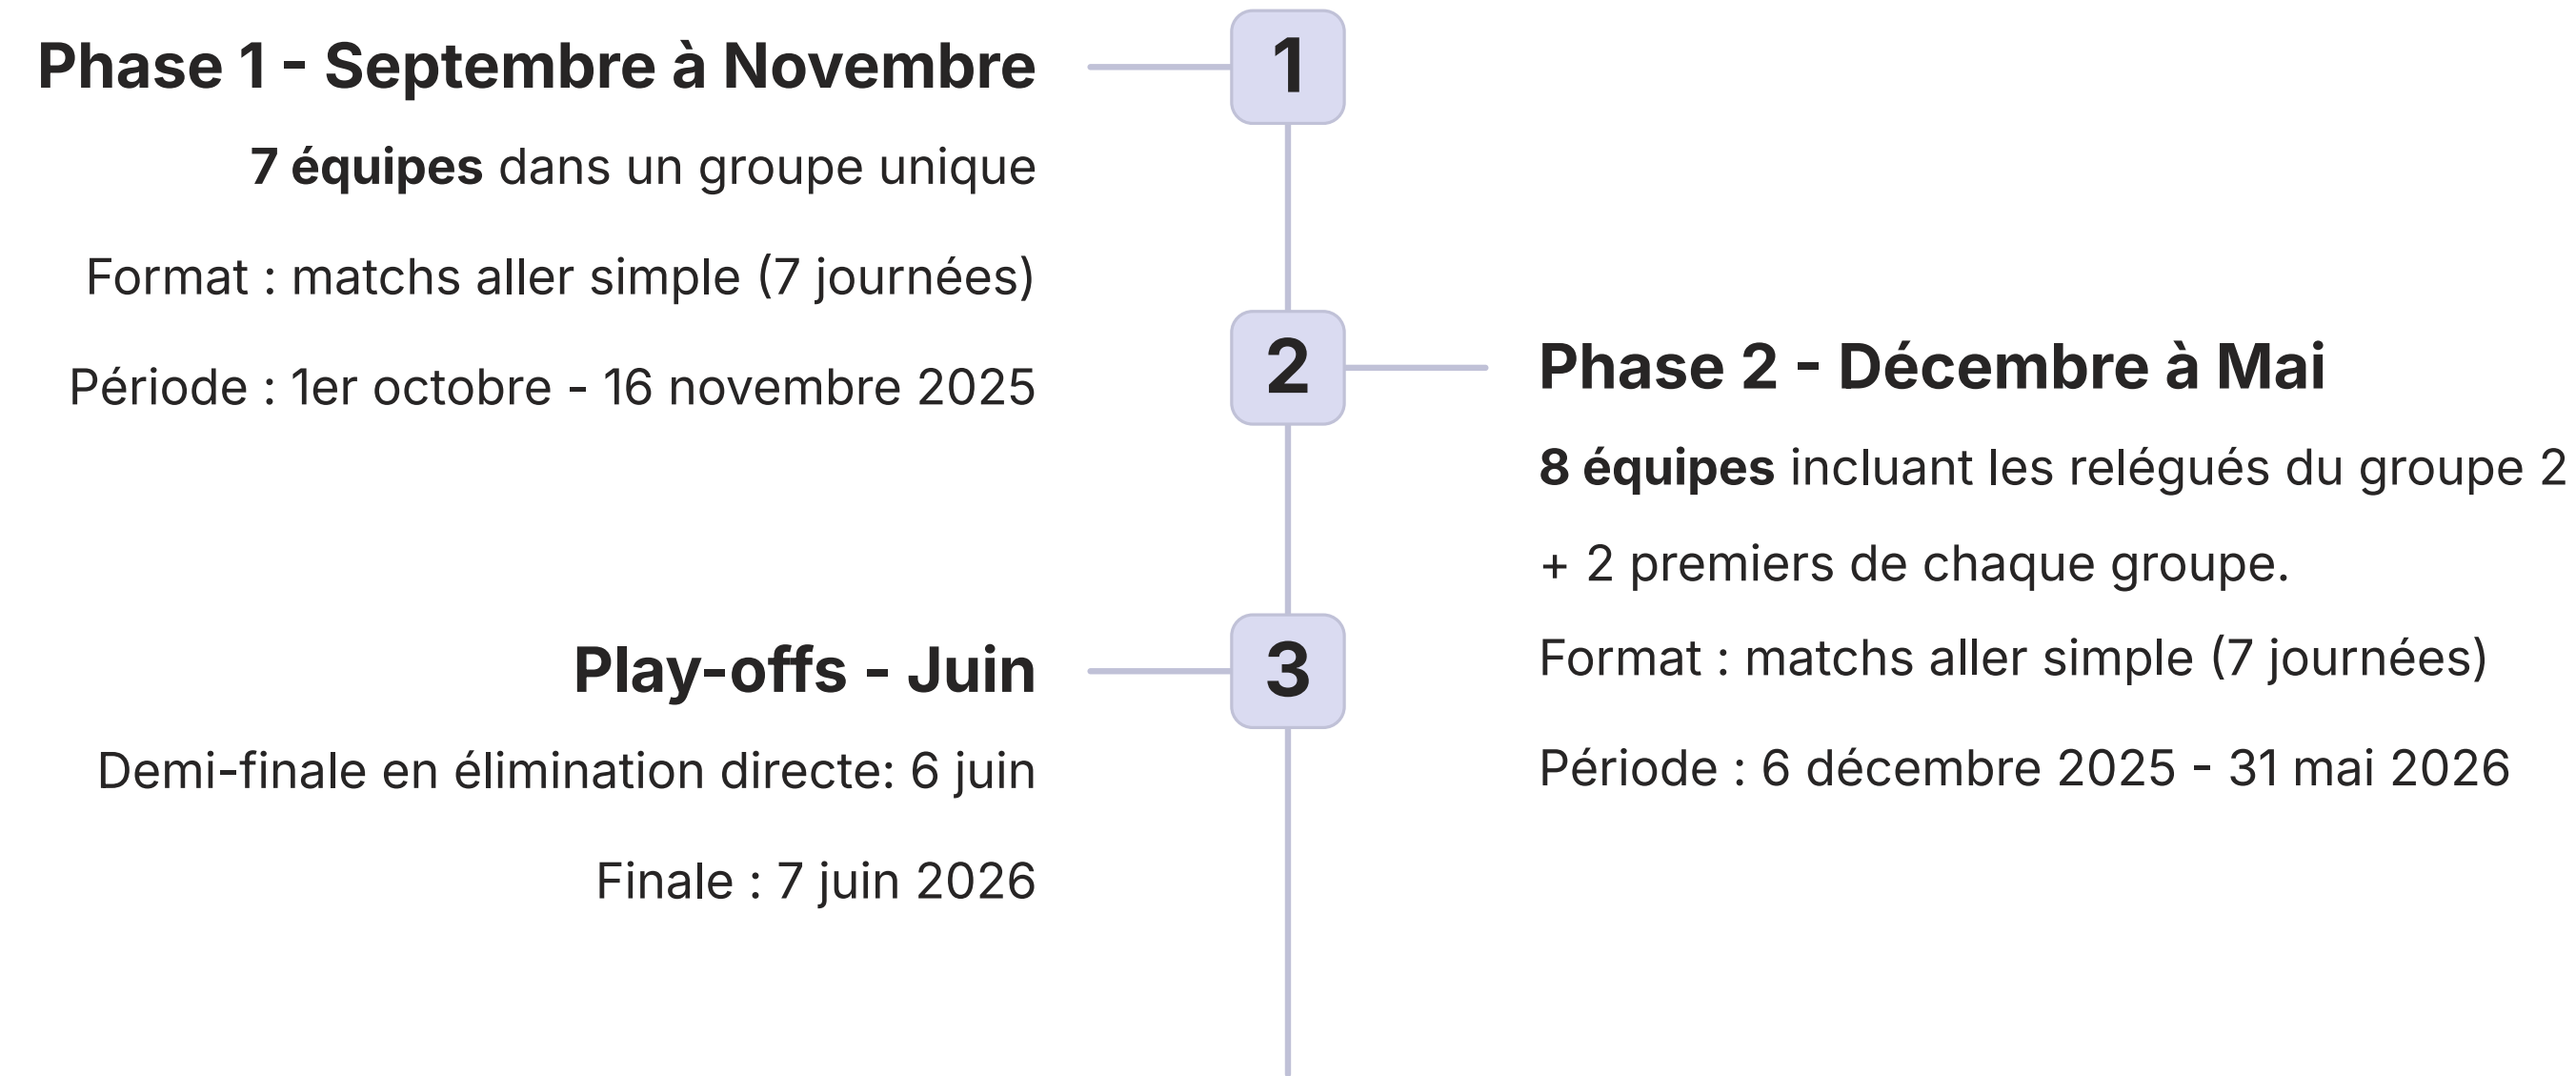 1
Phase 1 - Septembre à Novembre
7 équipes dans un groupe unique
Format : matchs aller simple (7 journées)
Période : 1er octobre - 16 novembre 2025
2
Phase 2 - Décembre à Mai
8 équipes incluant les relégués du groupe 2
+ 2 premiers de chaque groupe.
Format : matchs aller simple (7 journées)
Période : 6 décembre 2025 - 31 mai 2026
3
Play-offs - Juin
Demi-finale en élimination directe: 6 juin
Finale : 7 juin 2026